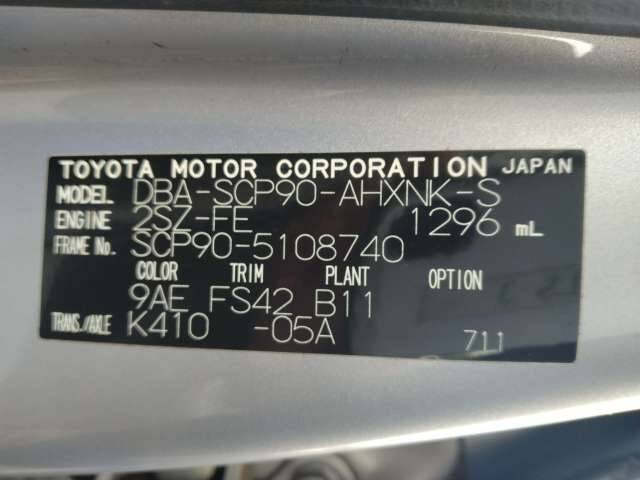 TOYOTA MOTOR CORPORATION JAPAN
MODEL DBA-SCP90-AHXNK-S
ENGINE 2SZ-FE 1296 mL
FRAME No. SCP90-5108740
COLOR TRIM PLANT OPTION
9AE FS42 B11
TRANS./AXLE K410 -05A 711